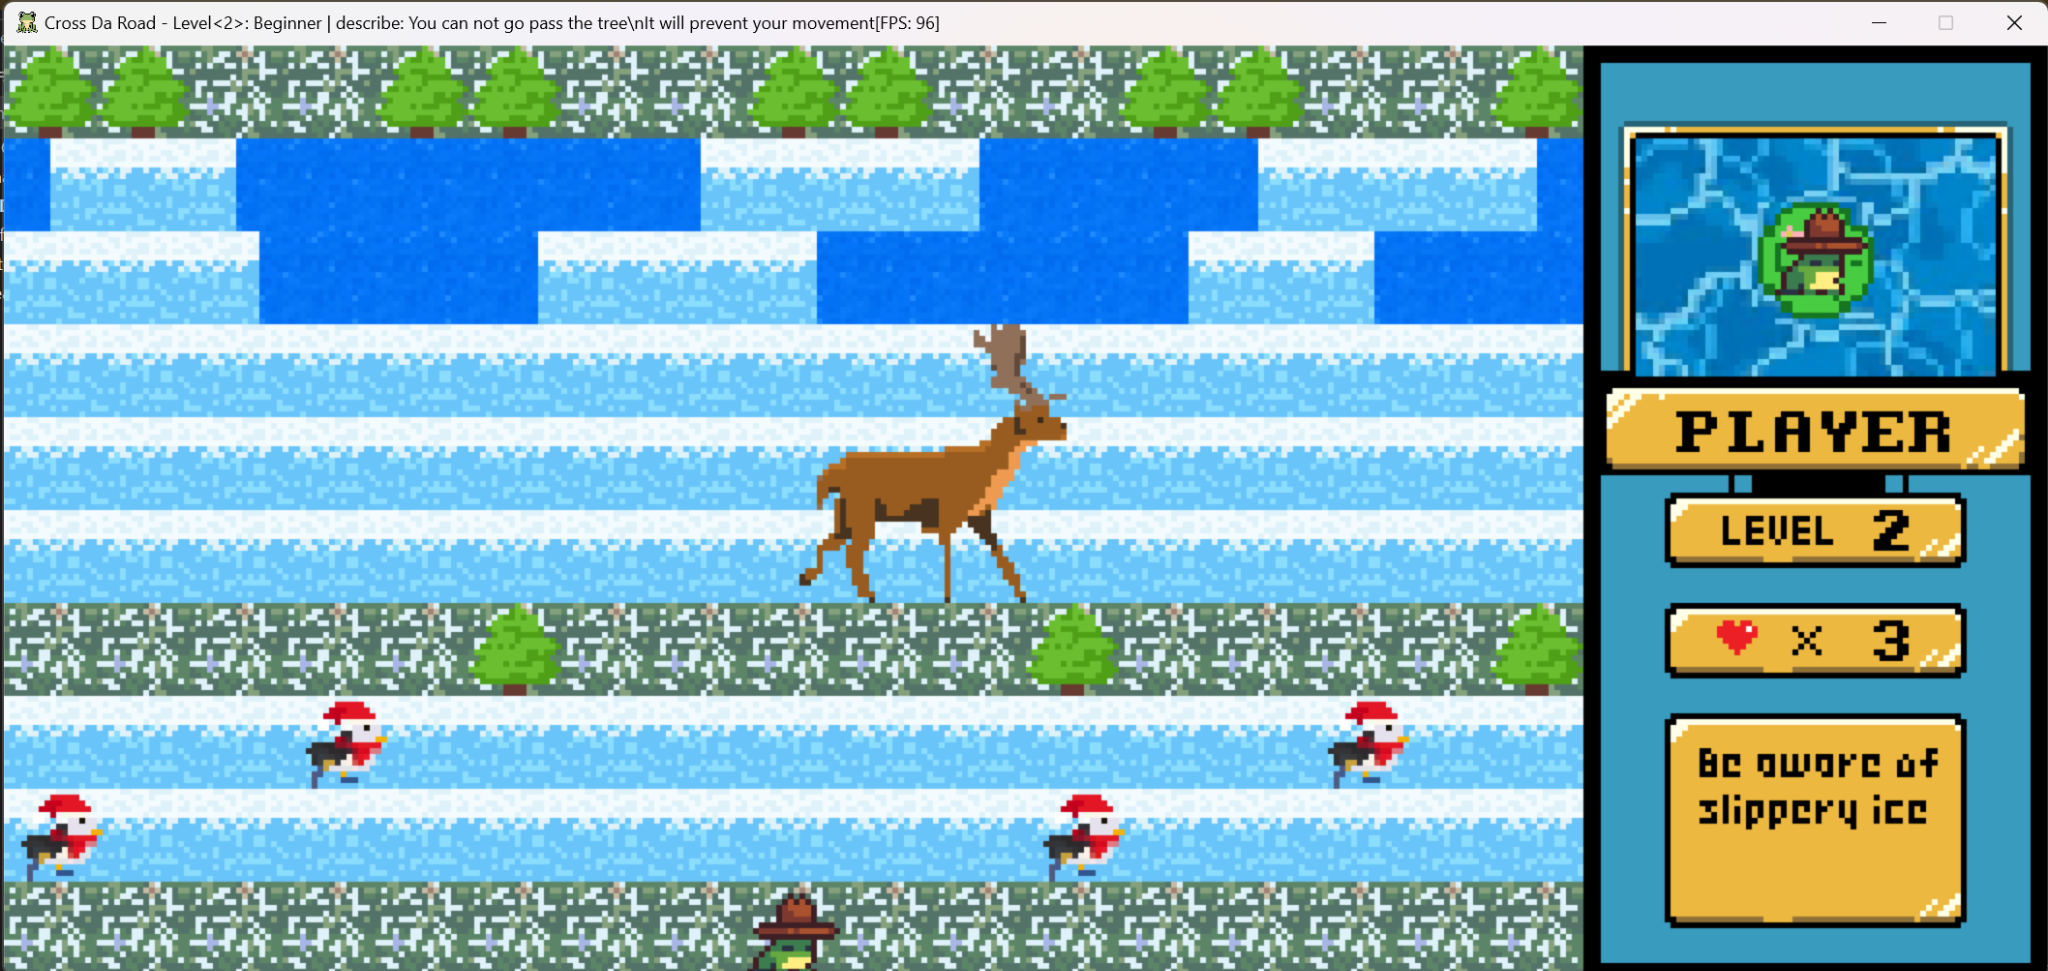 Cross Da Road - Level<2>: Beginner | describe: You can not go pass the tree\nIt will prevent your movement[FPS: 96]
PLAYER
LEVEL 2
× 3
Be aware of
slippery ice